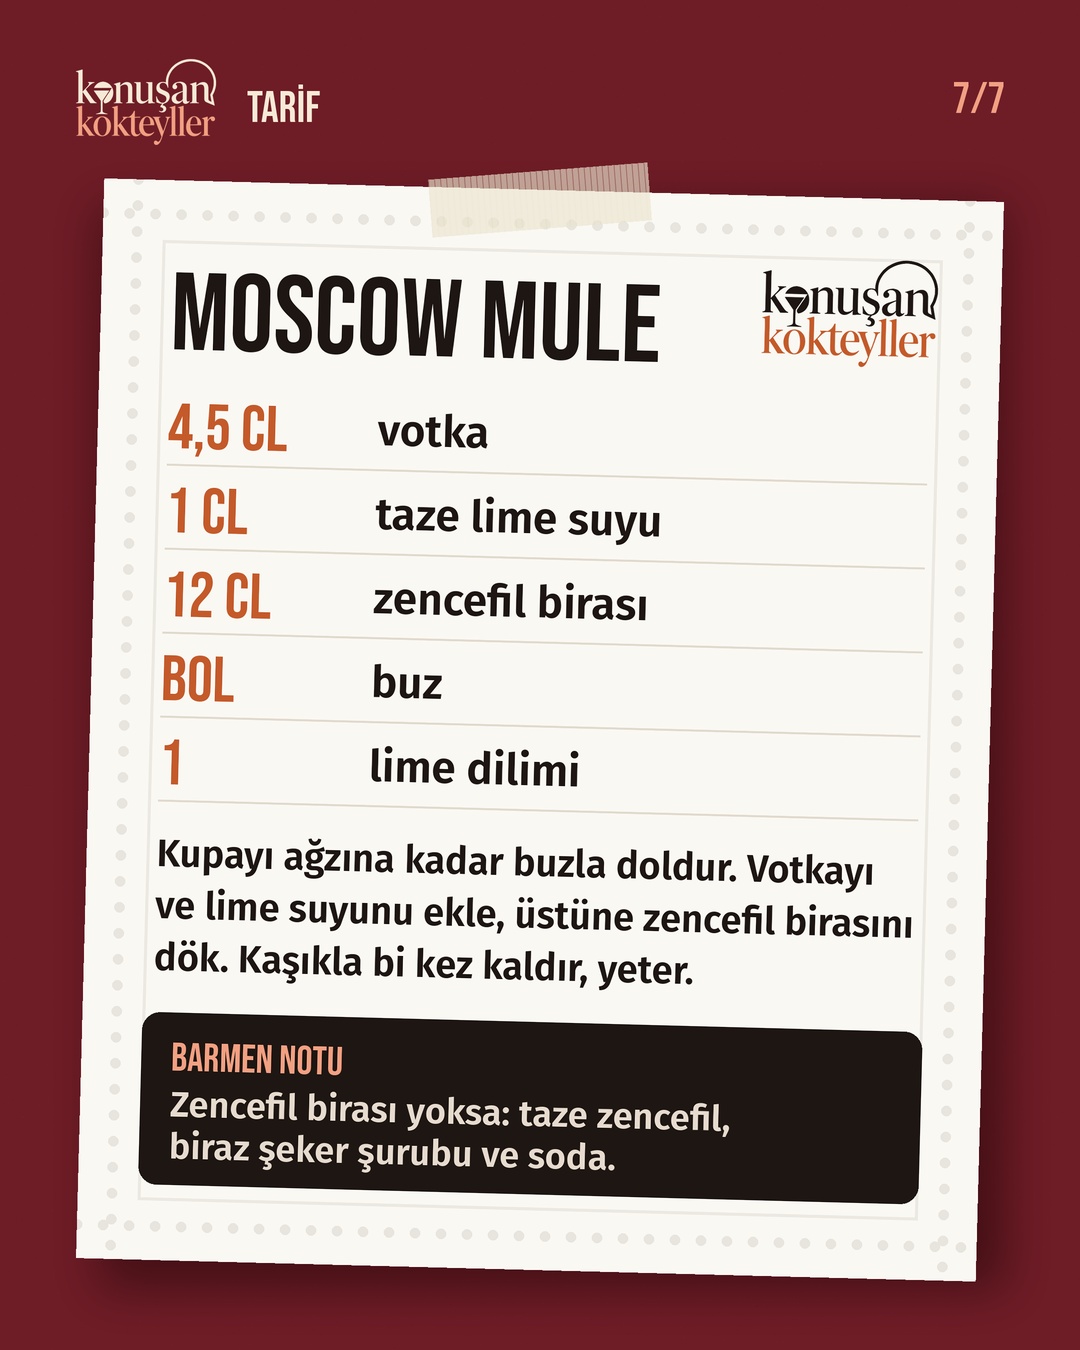 konuşan
kokteyller
TARİF
7/7
MOSCOW MULE
konuşan
kokteyller
4,5 CL votka
1 CL taze lime suyu
12 CL zencefil birası
BOL buz
1 lime dilimi
Kupayı ağzına kadar buzla doldur. Votkayı
ve lime suyunu ekle, üstüne zencefil birasını
dök. Kaşıkla bi kez kaldır, yeter.
BARMEN NOTU
Zencefil birası yoksa: taze zencefil,
biraz şeker şurubu ve soda.